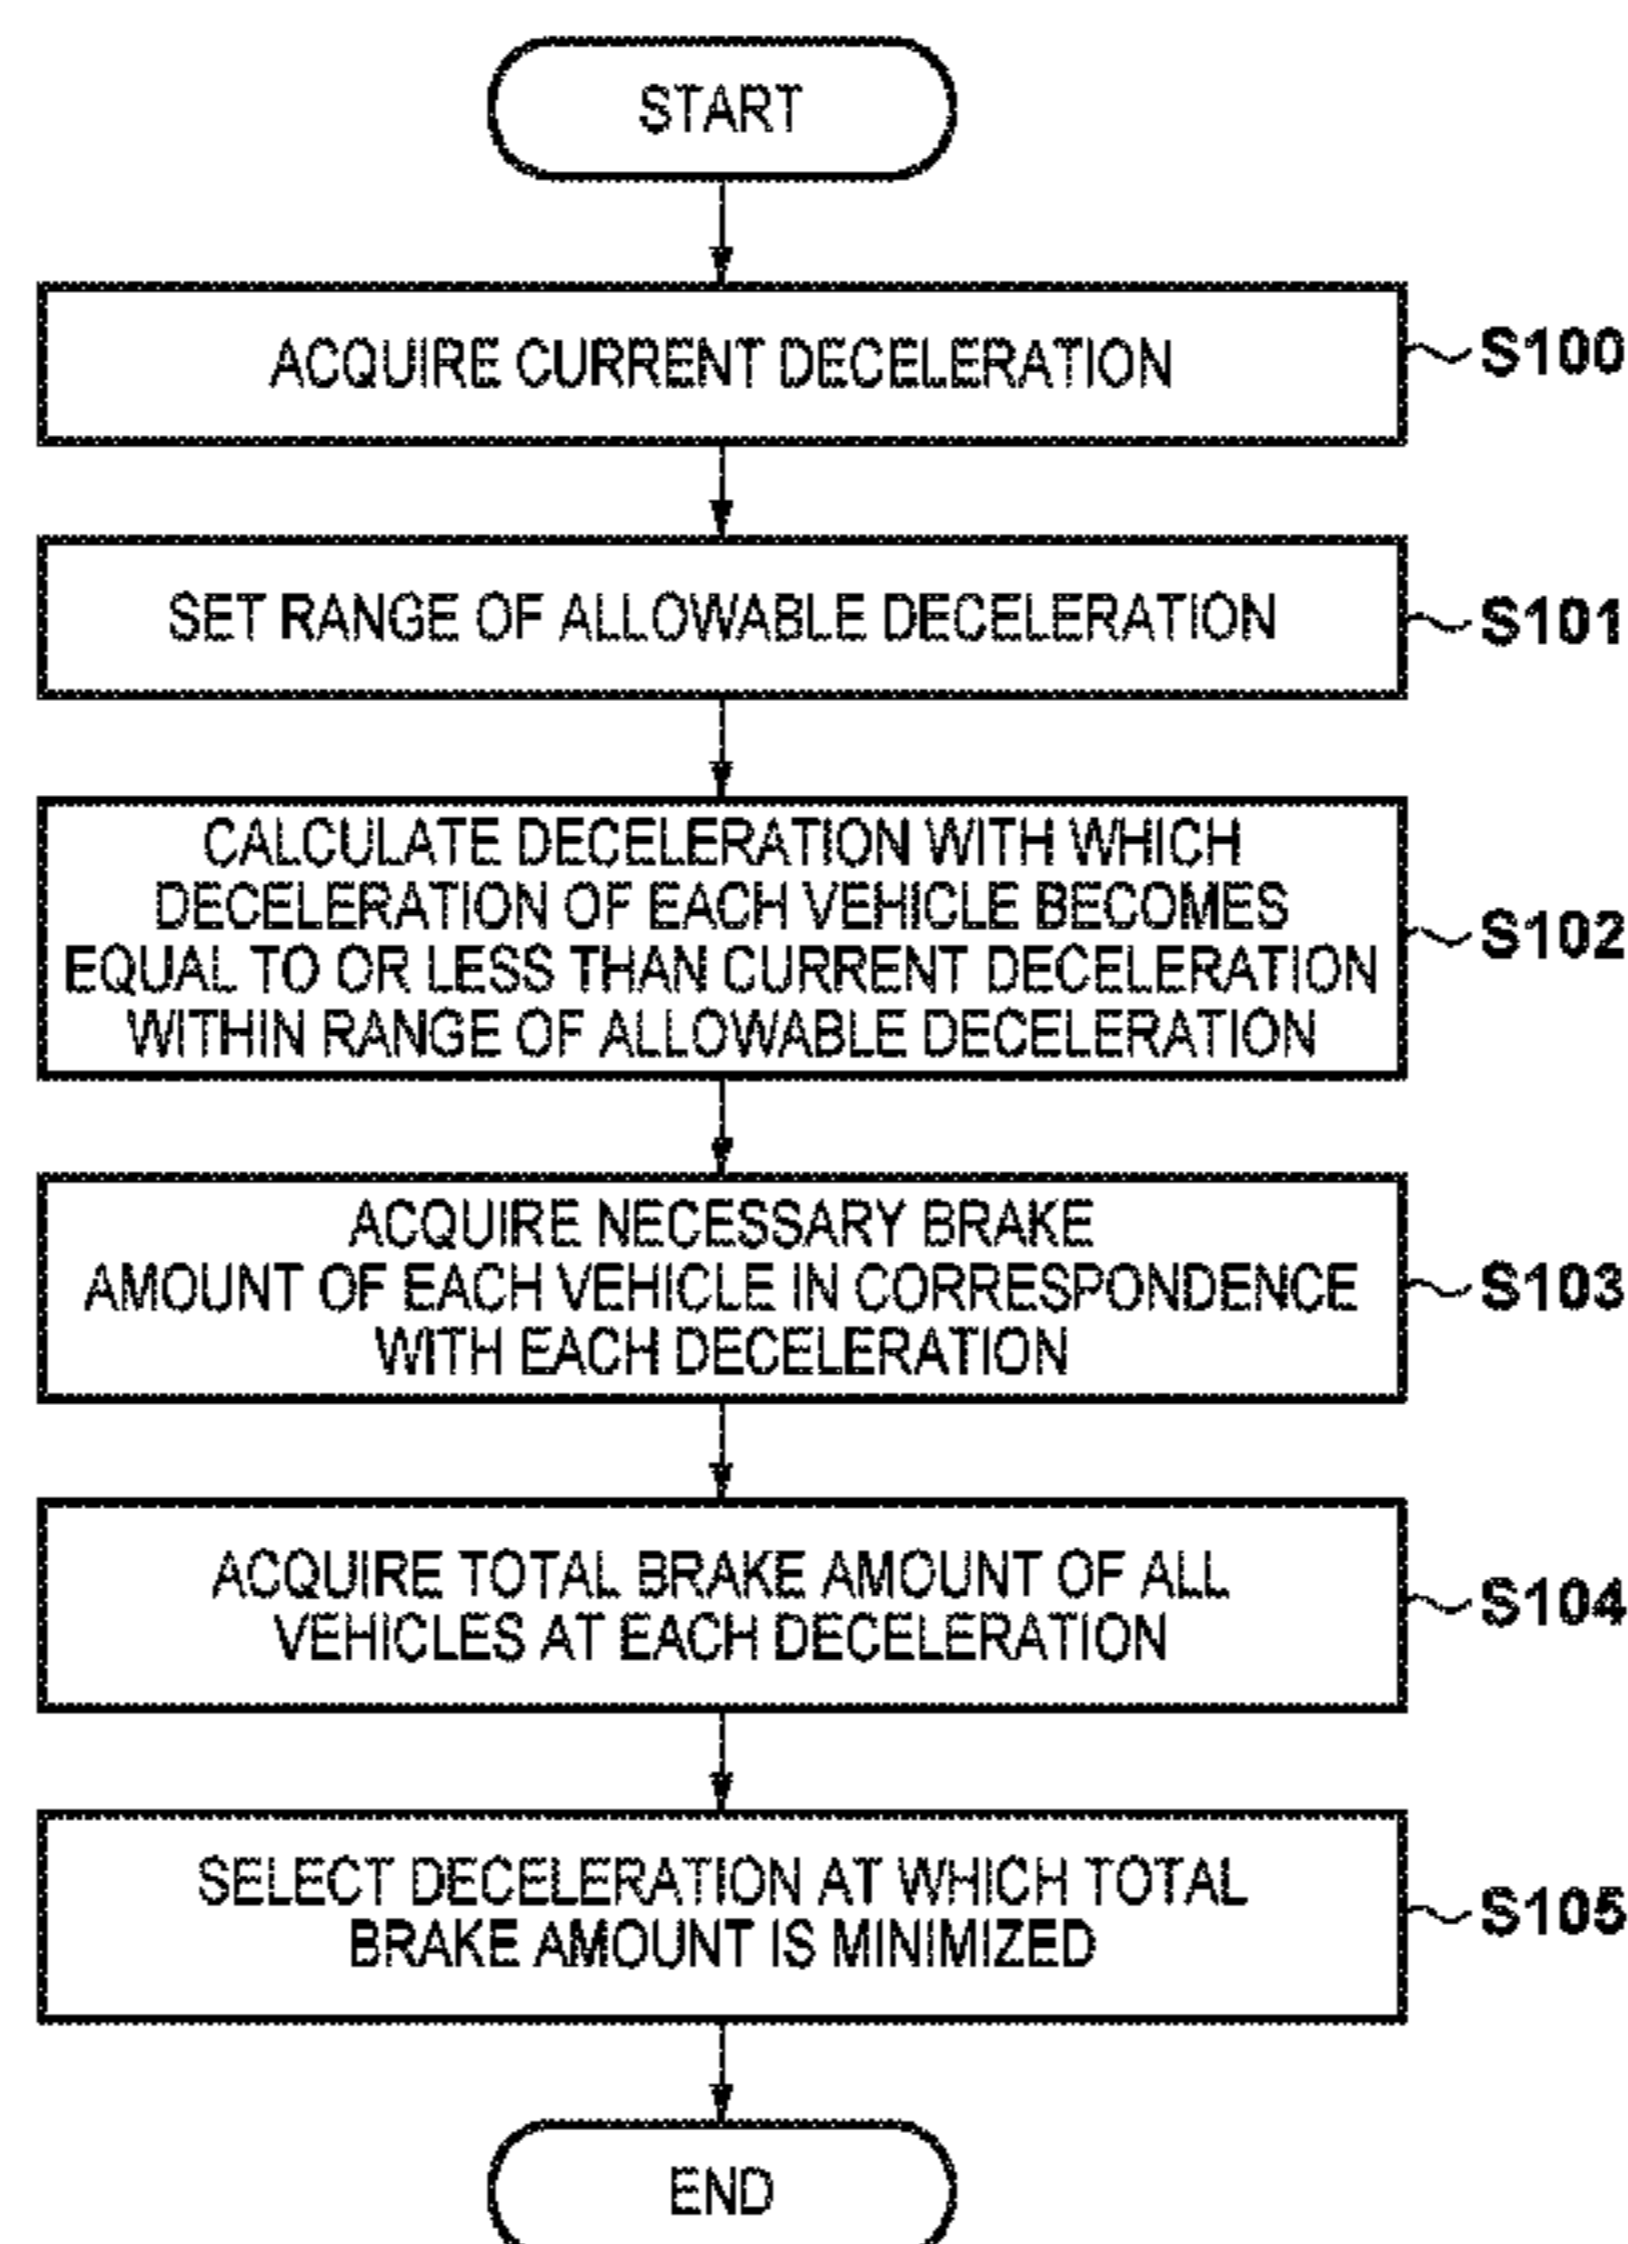 START
ACQUIRE CURRENT DECELERATION
S100
SET RANGE OF ALLOWABLE DECELERATION
S101
CALCULATE DECELERATION WITH WHICH
DECELERATION OF EACH VEHICLE BECOMES
EQUAL TO OR LESS THAN CURRENT DECELERATION
WITHIN RANGE OF ALLOWABLE DECELERATION
S102
ACQUIRE NECESSARY BRAKE
AMOUNT OF EACH VEHICLE IN CORRESPONDENCE
WITH EACH DECELERATION
S103
ACQUIRE TOTAL BRAKE AMOUNT OF ALL
VEHICLES AT EACH DECELERATION
S104
SELECT DECELERATION AT WHICH TOTAL
BRAKE AMOUNT IS MINIMIZED
S105
END